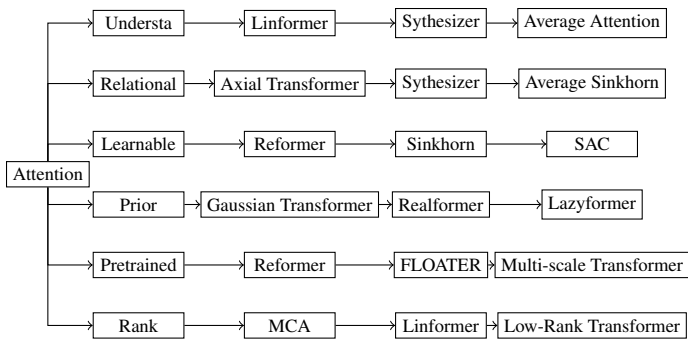 Understa Linformer Sythesizer Average Attention
Relational Axial Transformer Sythesizer Average Sinkhorn
Learnable Reformer Sinkhorn SAC
Attention
Prior Gaussian Transformer Realformer Lazyformer
Pretrained Reformer FLOATER Multi-scale Transformer
Rank MCA Linformer Low-Rank Transformer